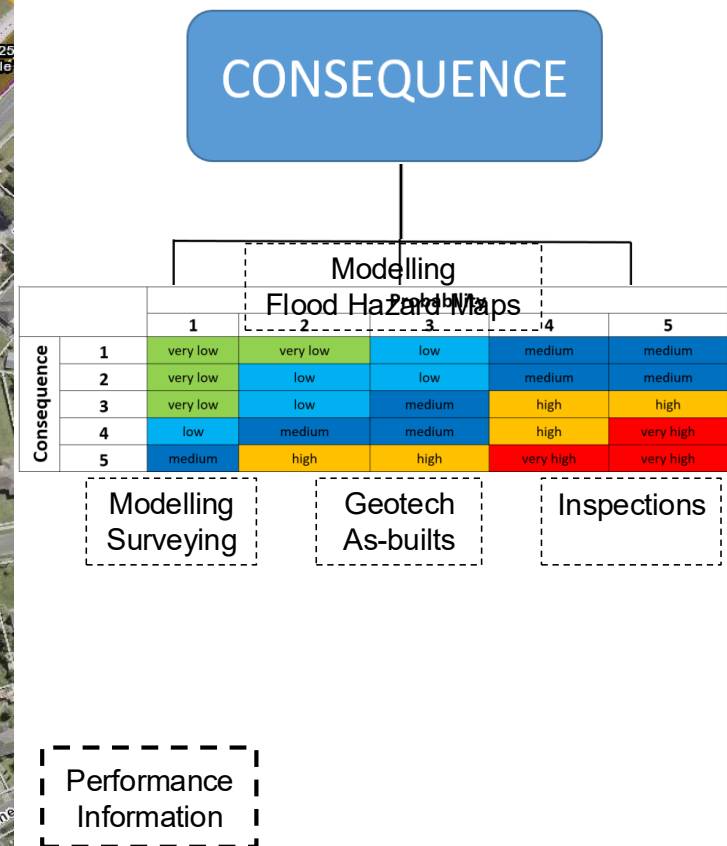 CONSEQUENCE
Modelling
Flood Hazard Maps
Probability
1 2 3 4 5
Consequence
1 very low very low low medium medium
2 very low low low medium medium
3 very low low medium high high
4 low medium medium high very high
5 medium high high very high very high
Modelling
Surveying
Geotech
As-builts
Inspections
Performance
Information
25
le
ne